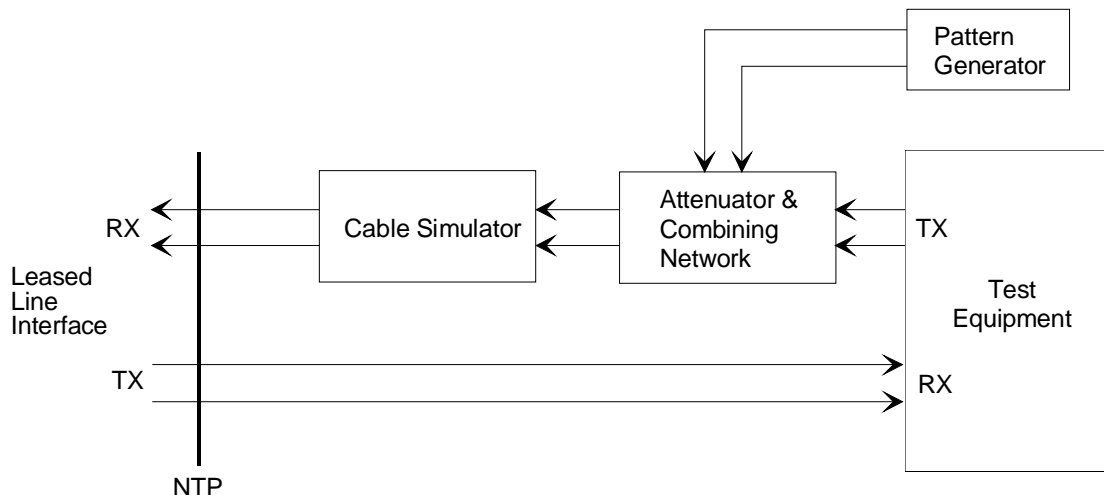 Pattern
Generator
Attenuator &
Combining
Network
Cable Simulator
RX
TX
Leased
Line
Interface
Test
Equipment
TX
RX
NTP